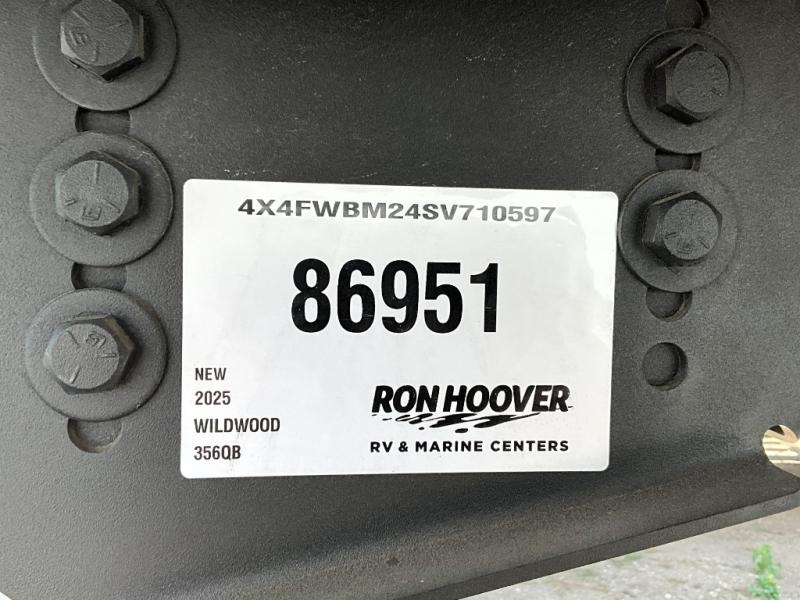 4X4FWBM24SV710597
86951
NEW
2025
WILDWOOD
356QB
RON HOOVER
RV & MARINE CENTERS